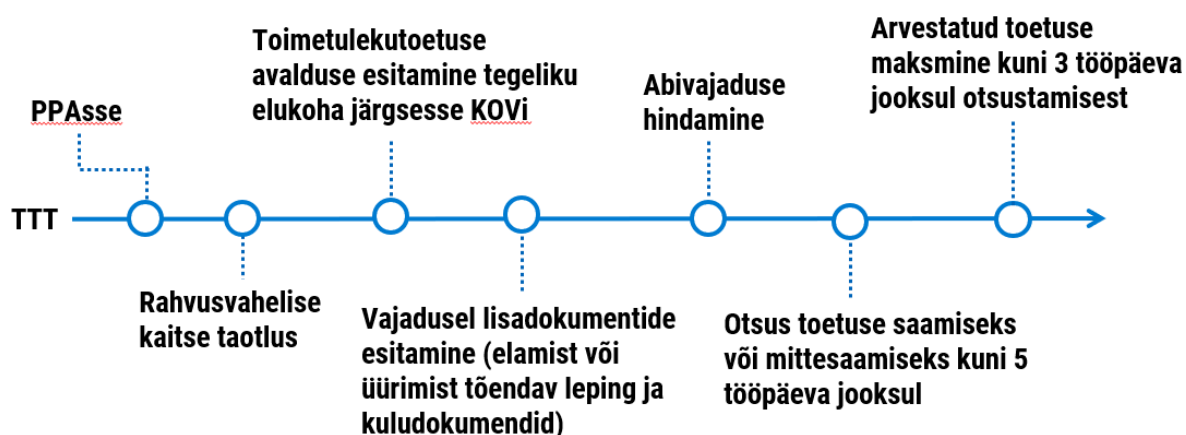 TTT
PPAsse
Rahvusvahelise
kaitse taotlus
Toimetulekutoetuse
avalduse esitamine tegeliku
elukoha järgsesse KOVi
Vajadusel lisadokumentide
esitamine (elamist või
üürimist tõendav leping ja
kuludokumendid)
Abivajaduse
hindamine
Otsus toetuse saamiseks
või mittesaamiseks kuni 5
tööpäeva jooksul
Arvestatud toetuse
maksmine kuni 3 tööpäeva
jooksul otsustamisest